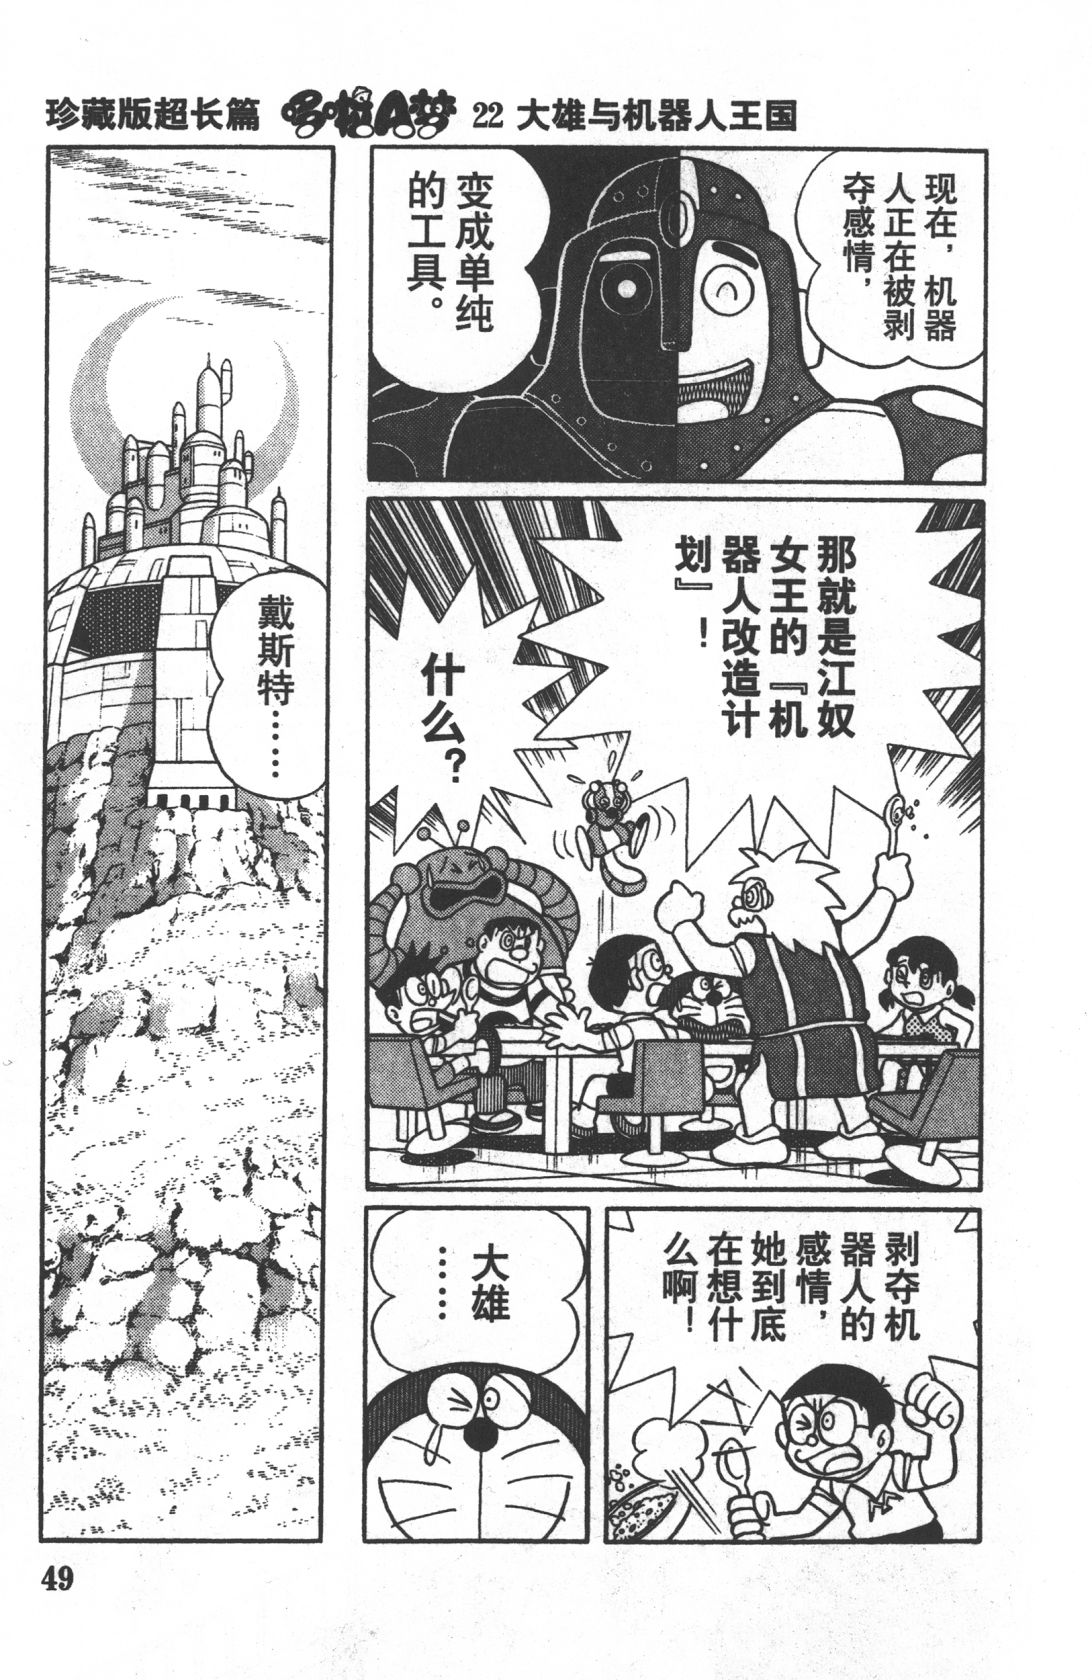 珍藏版超长篇 哆啦A梦 22 大雄与机器人王国
现在，机器
人正在被剥
夺感情，
变成单纯
的工具。
那就是江奴
女王的『机
器人改造计
划』！
什么？
剥夺机
器人的
感情，
她到底
在想什
么啊！
大雄
……
戴斯特……
49